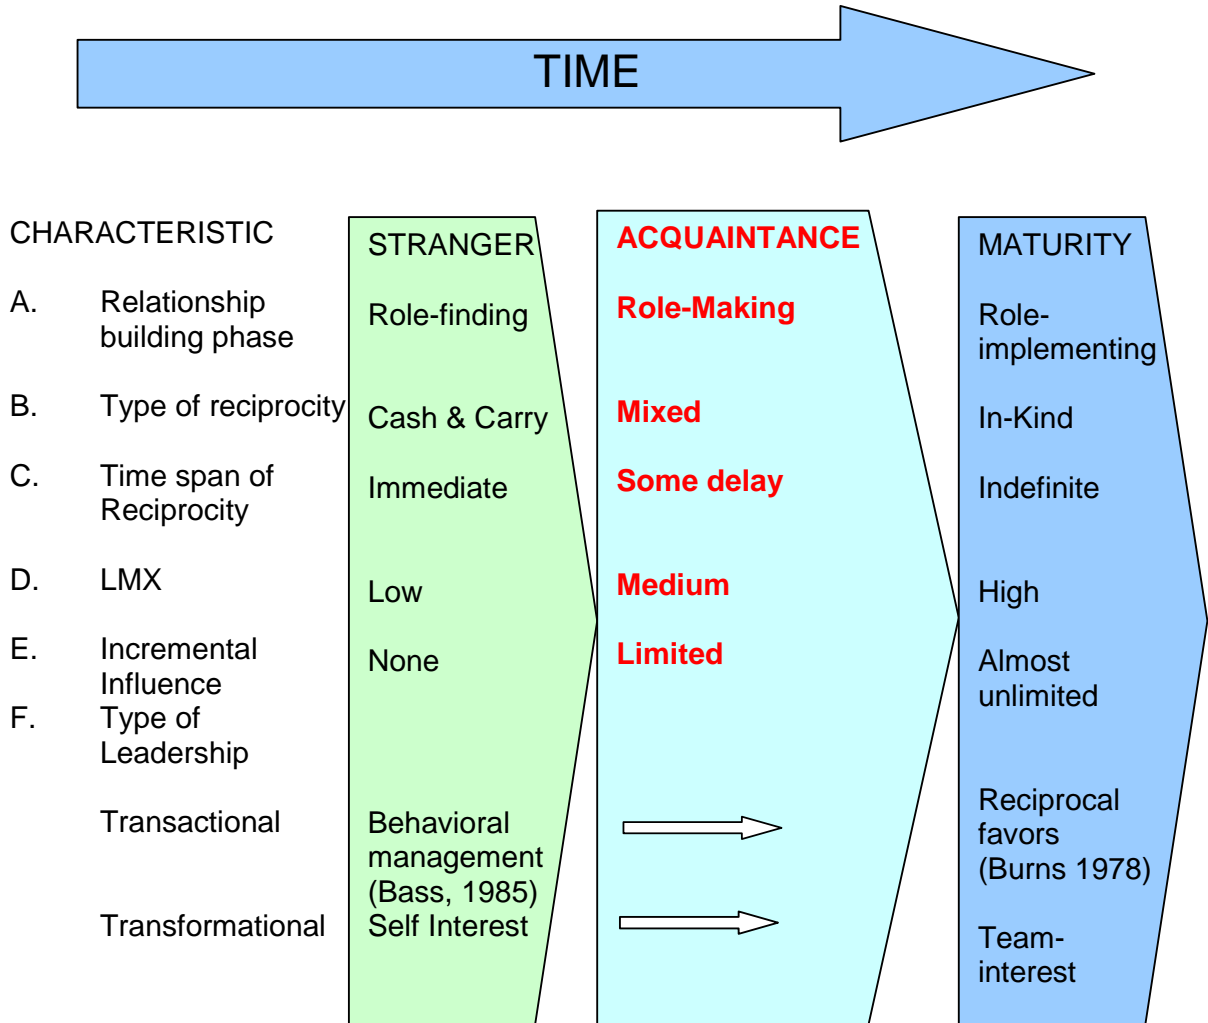 TIME
CHARACTERISTIC STRANGER ACQUAINTANCE MATURITY
A. Relationship building phase Role-finding Role-Making Role-implementing
B. Type of reciprocity Cash & Carry Mixed In-Kind
C. Time span of Reciprocity Immediate Some delay Indefinite
D. LMX Low Medium High
E. Incremental Influence None Limited Almost unlimited
F. Type of Leadership
Transactional Behavioral management (Bass, 1985) Reciprocal favors (Burns 1978)
Transformational Self Interest Team-interest